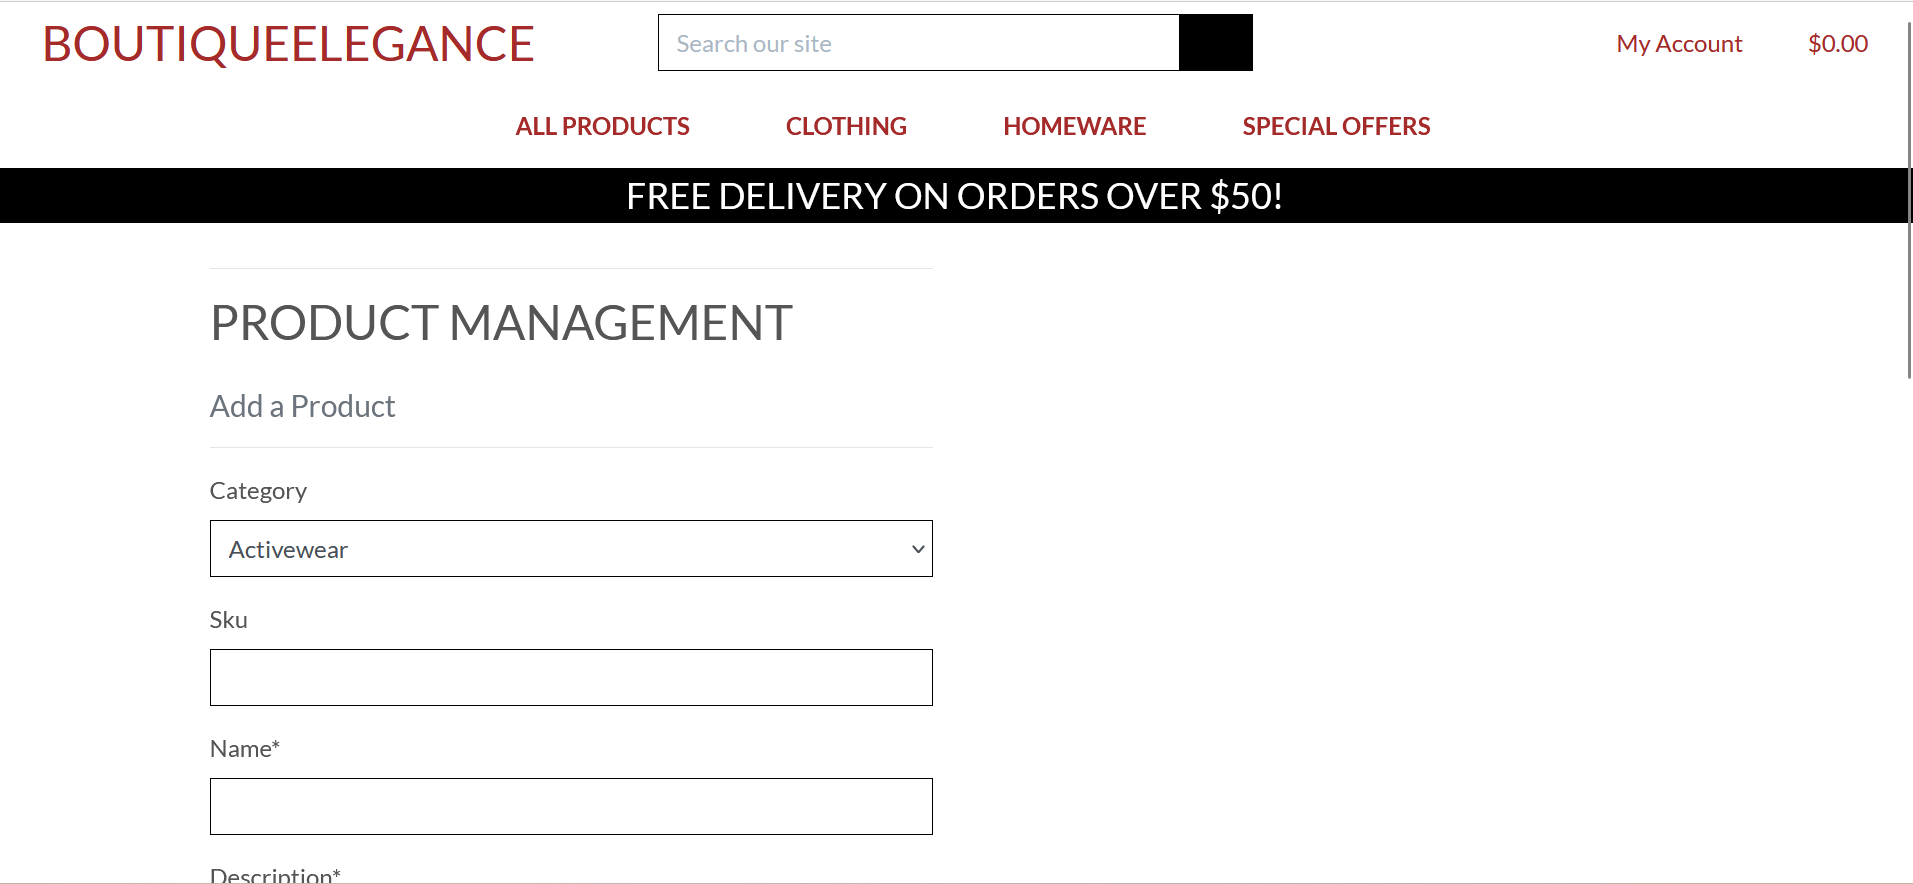 BOUTIQUEELEGANCE
Search our site
My Account
$0.00
ALL PRODUCTS
CLOTHING
HOMEWARE
SPECIAL OFFERS
FREE DELIVERY ON ORDERS OVER $50!
PRODUCT MANAGEMENT
Add a Product
Category
Activewear
Sku
Name*
Description*